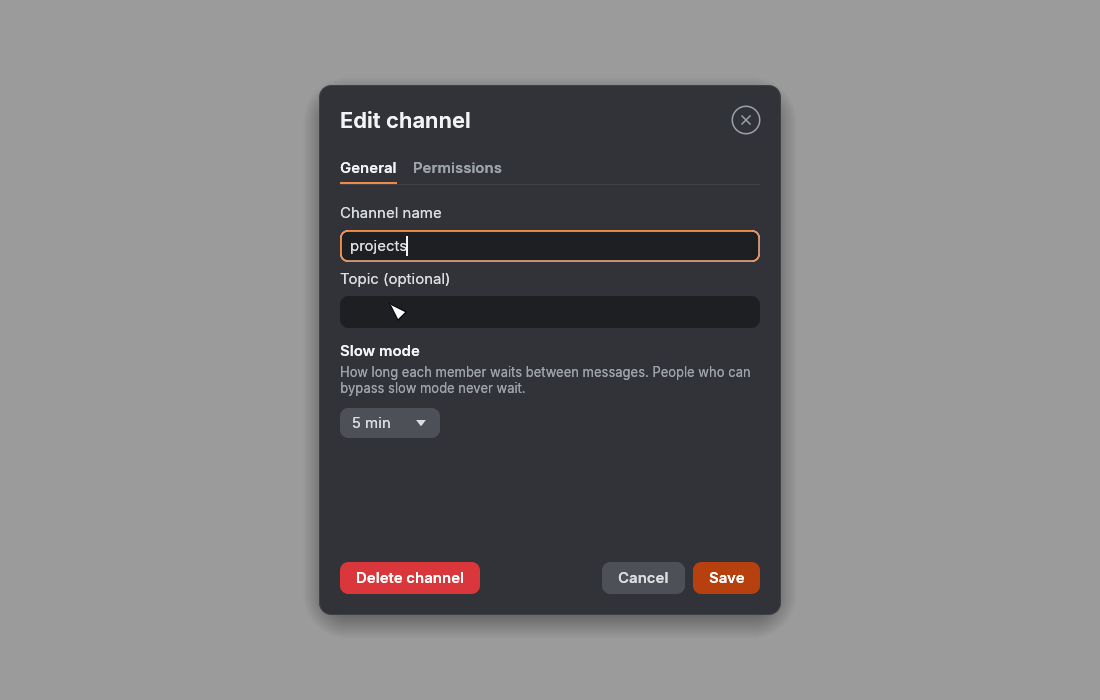 Edit channel
General Permissions
Channel name
projects
Topic (optional)
Slow mode
How long each member waits between messages. People who can
bypass slow mode never wait.
5 min
Delete channel Cancel Save